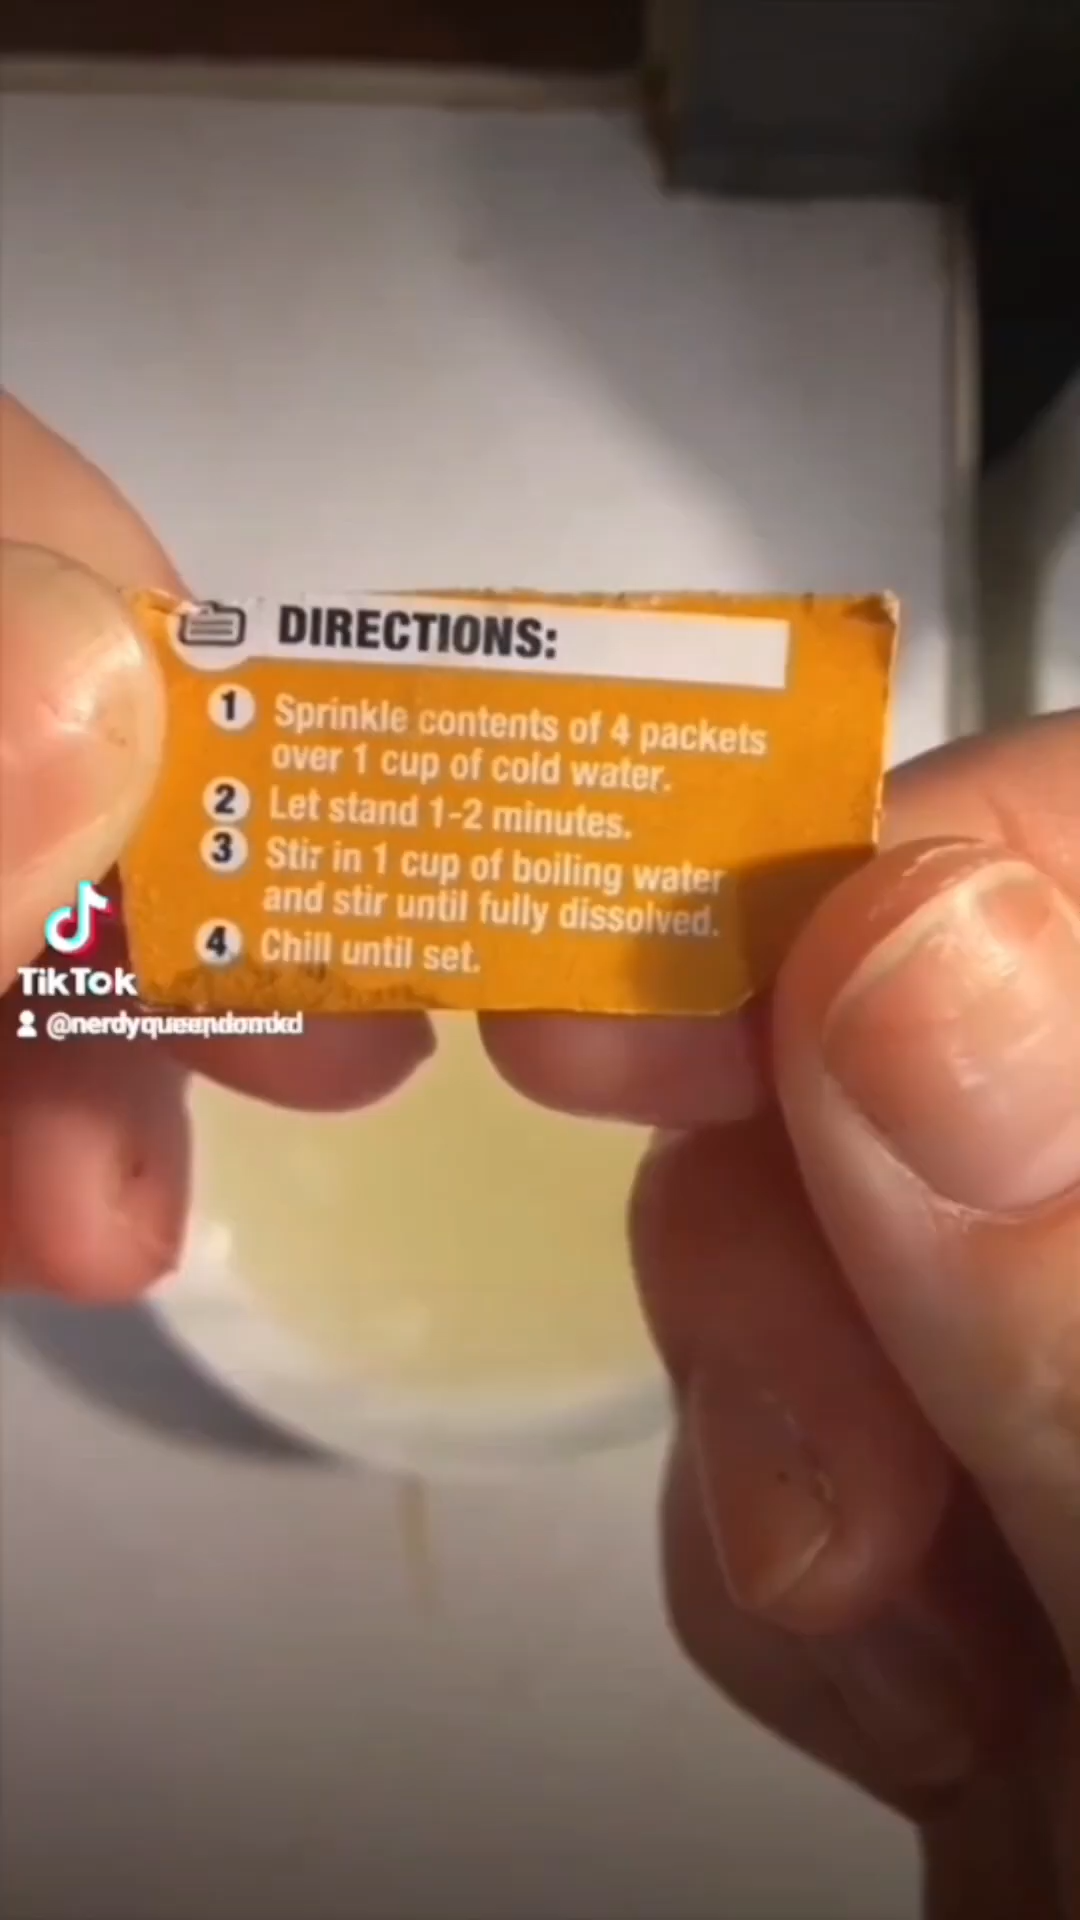 DIRECTIONS:
1 Sprinkle contents of 4 packets
over 1 cup of cold water.
2 Let stand 1-2 minutes.
3 Stir in 1 cup of boiling water
and stir until fully dissolved.
4 Chill until set.
TikTok